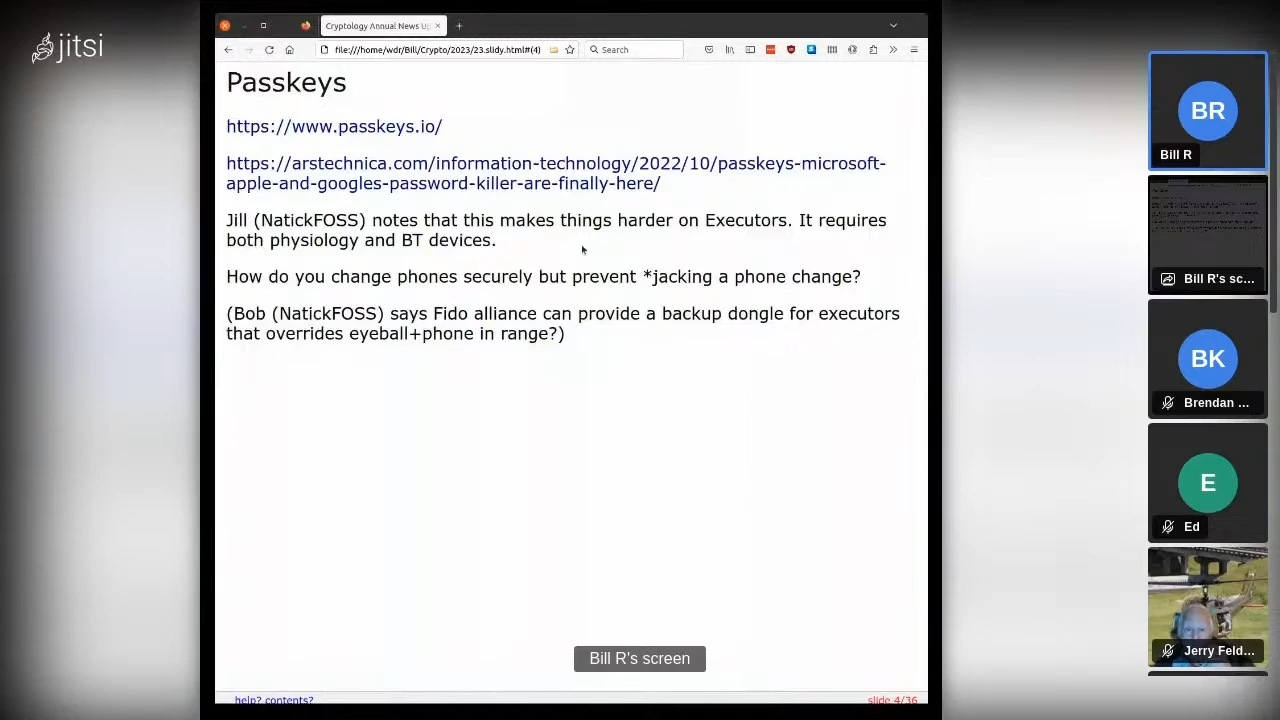 jitsi
Cryptology Annual News U
file:///home/wdr/Bill/Crypto/2023/23.slidy.html#(4)
Search
Passkeys
https://www.passkeys.io/
https://arstechnica.com/information-technology/2022/10/passkeys-microsoft-
apple-and-googles-password-killer-are-finally-here/
Jill (NatickFOSS) notes that this makes things harder on Executors. It requires
both physiology and BT devices.
How do you change phones securely but prevent *jacking a phone change?
(Bob (NatickFOSS) says Fido alliance can provide a backup dongle for executors
that overrides eyeball+phone in range?)
Bill R's screen
help? contents?
slide 4/36
BR
Bill R
Bill R's sc...
BK
Brendan ...
E
Ed
Jerry Feld...